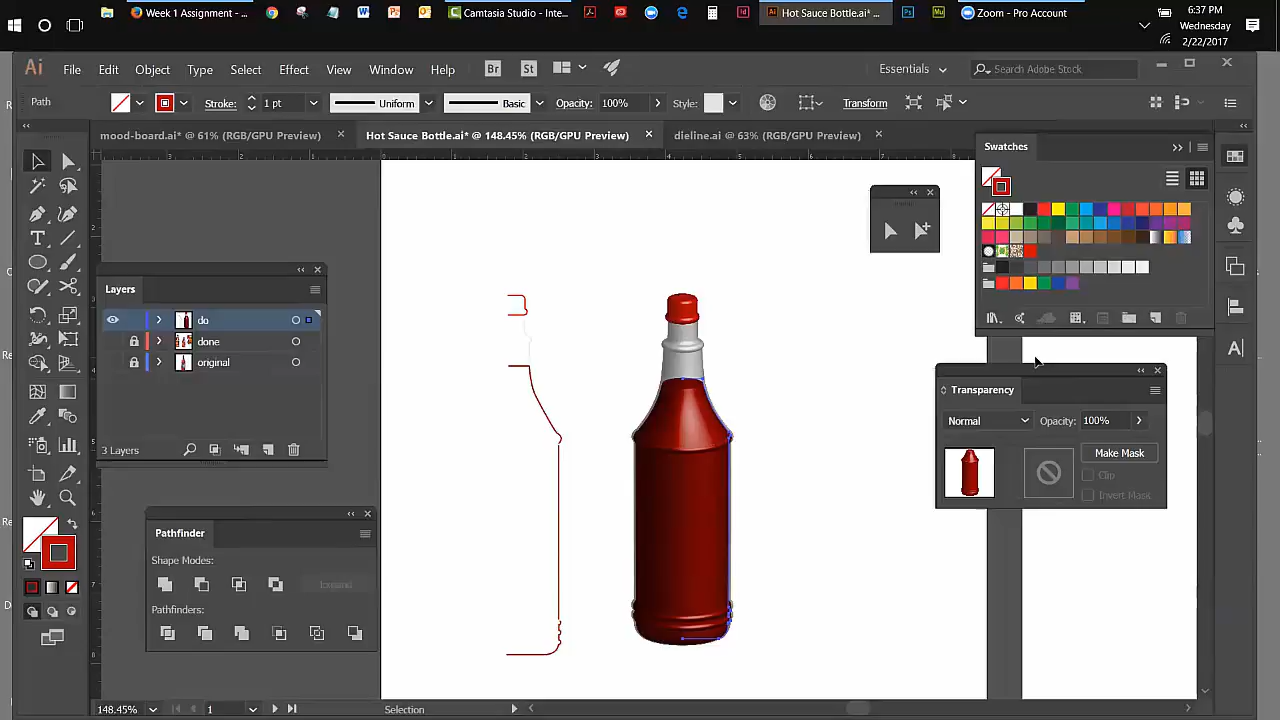 Week 1 Assignment - ...
Camtasia Studio - Inte...
Hot Sauce Bottle.ai* ...
Zoom - Pro Account
6:37 PM
Wednesday
2/22/2017
Ai File Edit Object Type Select Effect View Window Help Br St Essentials Search Adobe Stock
Path Stroke: 1 pt Uniform Basic Opacity: 100% Style: Transform
mood-board.ai* @ 61% (RGB/GPU Preview) Hot Sauce Bottle.ai* @ 148.45% (RGB/GPU Preview) dieline.ai @ 63% (RGB/GPU Preview)
Swatches
Layers
do
done
original
3 Layers
Transparency
Normal Opacity: 100%
Make Mask
Clip
Invert Mask
Pathfinder
Shape Modes:
Expand
Pathfinders:
148.45% 1 Selection